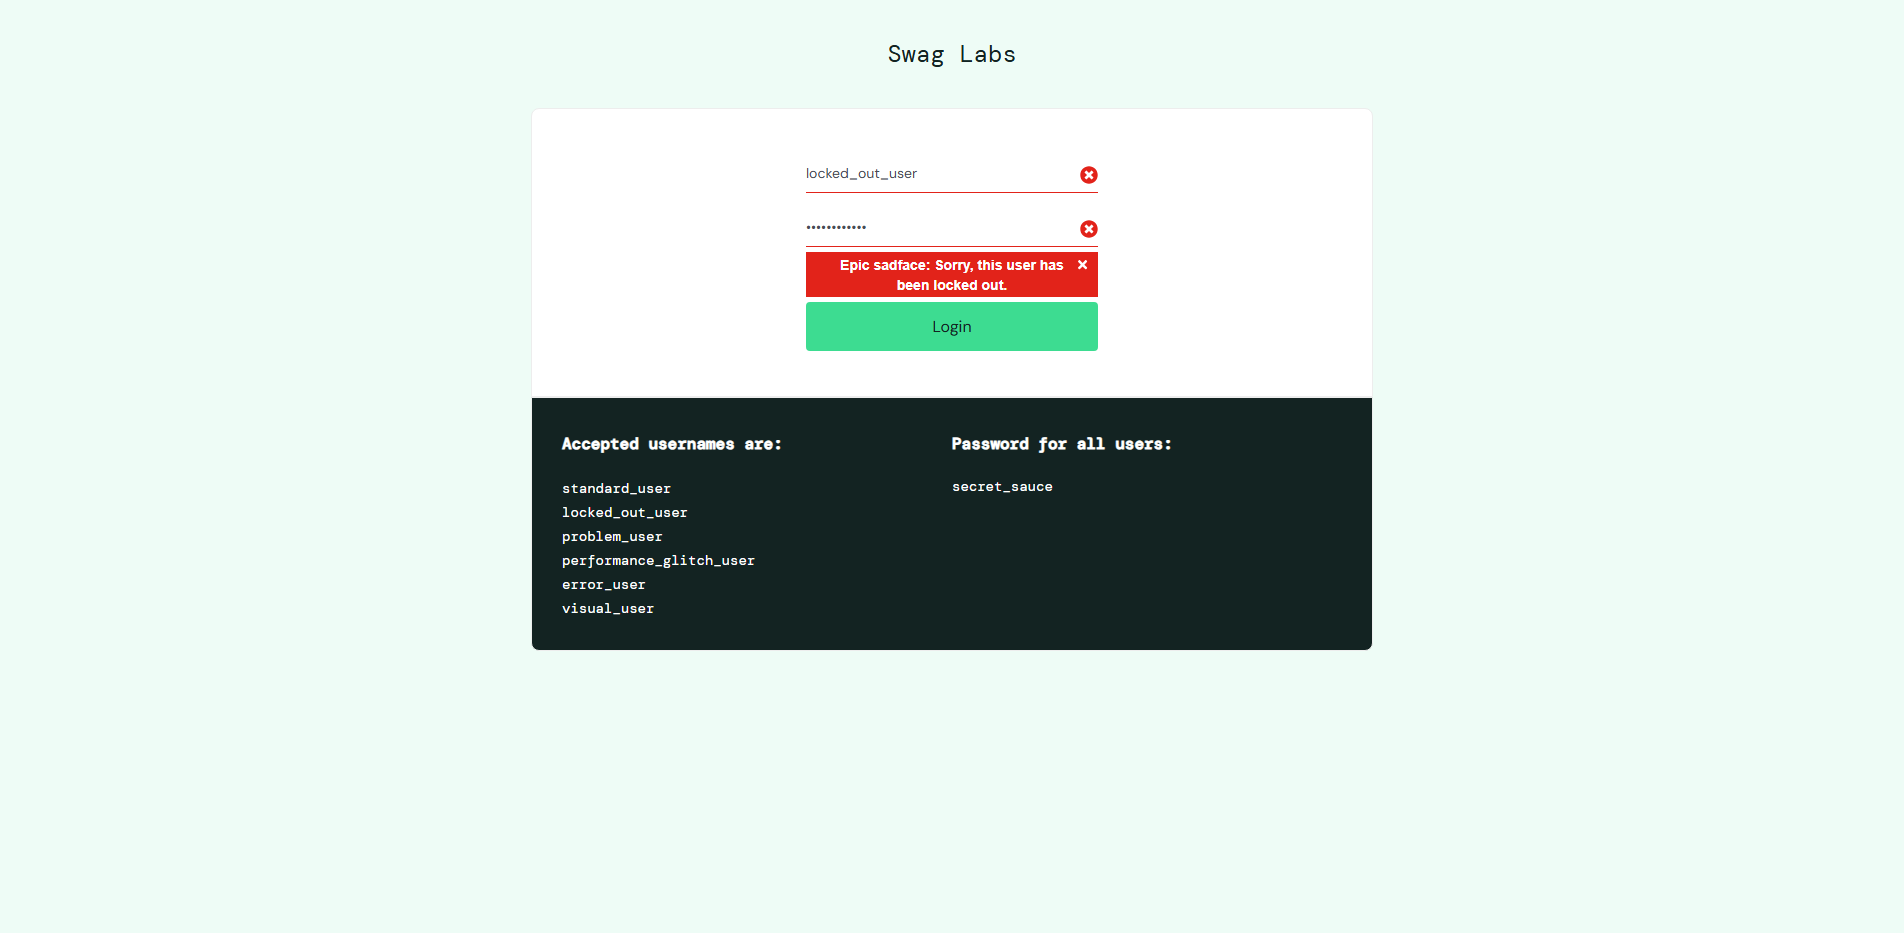 Swag Labs
locked_out_user
••••••••••••
Epic sadface: Sorry, this user has
been locked out.
Login
Accepted usernames are:
standard_user
locked_out_user
problem_user
performance_glitch_user
error_user
visual_user
Password for all users:
secret_sauce